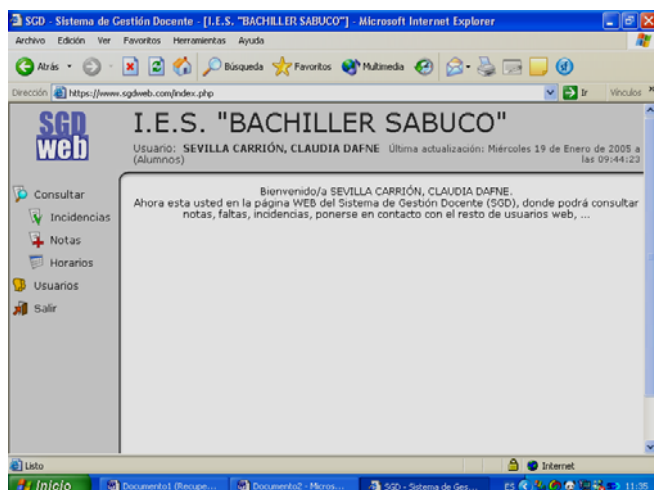 SGD - Sistema de Gestión Docente - [I.E.S. "BACHILLER SABUCO"] - Microsoft Internet Explorer
Archivo Edición Ver Favoritos Herramientas Ayuda
Atrás Búsqueda Favoritos Multimedia
Dirección https://www.sgdweb.com/index.php Ir Vínculos
SGD
web
I.E.S. "BACHILLER SABUCO"
Usuario: SEVILLA CARRIÓN, CLAUDIA DAFNE Última actualización: Miércoles 19 de Enero de 2005 a
(Alumnos) las 09:44:23
Bienvenido/a SEVILLA CARRIÓN, CLAUDIA DAFNE.
Ahora esta usted en la página WEB del Sistema de Gestión Docente (SGD), donde podrá consultar
notas, faltas, incidencias, ponerse en contacto con el resto de usuarios web, ...
Consultar
Incidencias
Notas
Horarios
Usuarios
Salir
Listo Internet
Inicio Documento1 (Recupe... Documento2 - Micros... SGD - Sistema de Ges... ES 11:35